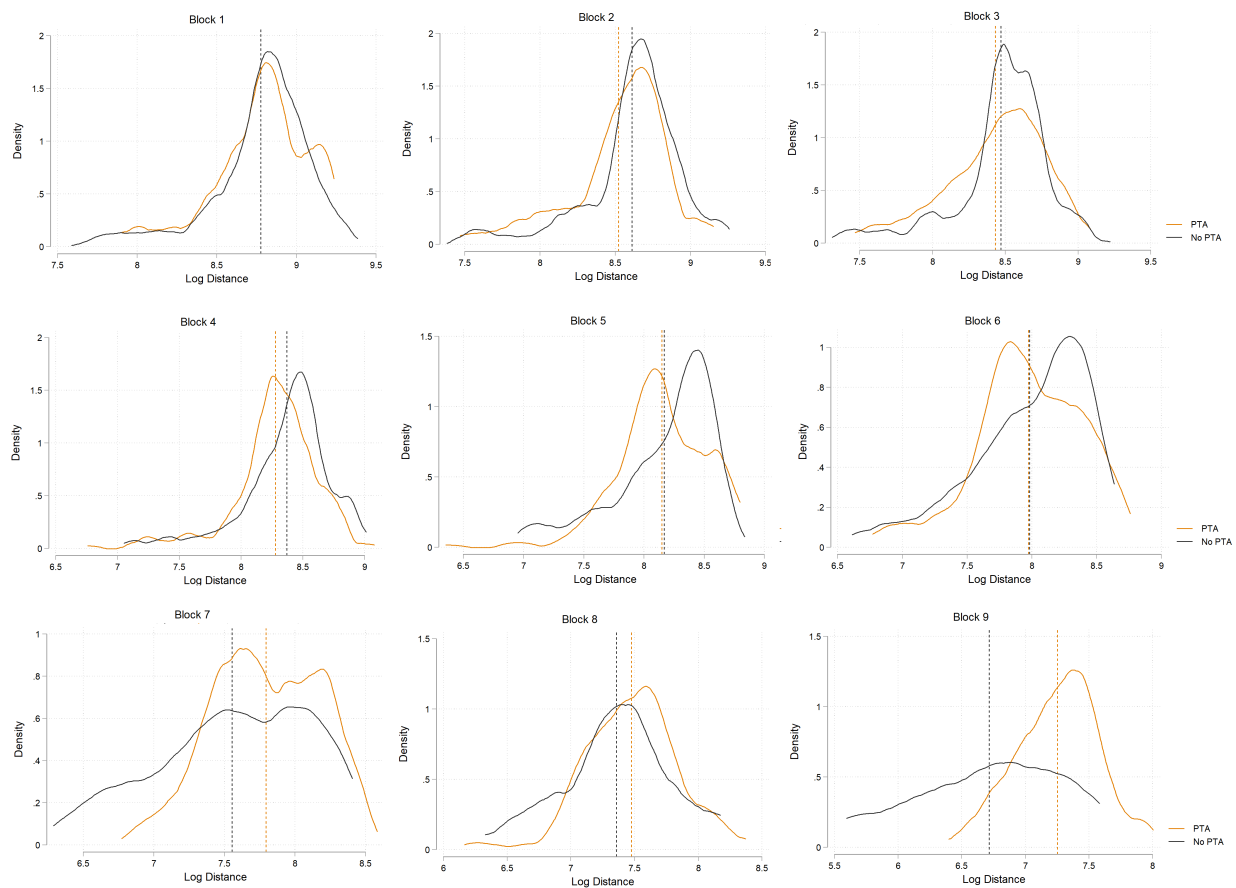 Block 1
2
1.5
1
.5
0
Density
7.5 8 8.5 9 9.5
Log Distance
Block 2
2
1.5
1
.5
0
Density
7.5 8 8.5 9 9.5
Log Distance
Block 3
2
1.5
1
.5
0
Density
7.5 8 8.5 9 9.5
Log Distance
PTA
No PTA
Block 4
2
1.5
1
.5
0
Density
6.5 7 7.5 8 8.5 9
Log Distance
Block 5
1.5
1
.5
0
Density
6.5 7 7.5 8 8.5 9
Log Distance
Block 6
1
.8
.6
.4
.2
0
Density
6.5 7 7.5 8 8.5 9
Log Distance
PTA
No PTA
Block 7
1
.8
.6
.4
.2
0
Density
6.5 7 7.5 8 8.5
Log Distance
Block 8
1.5
1
.5
0
Density
6 6.5 7 7.5 8 8.5
Log Distance
Block 9
1.5
1
.5
0
Density
5.5 6 6.5 7 7.5 8
Log Distance
PTA
No PTA